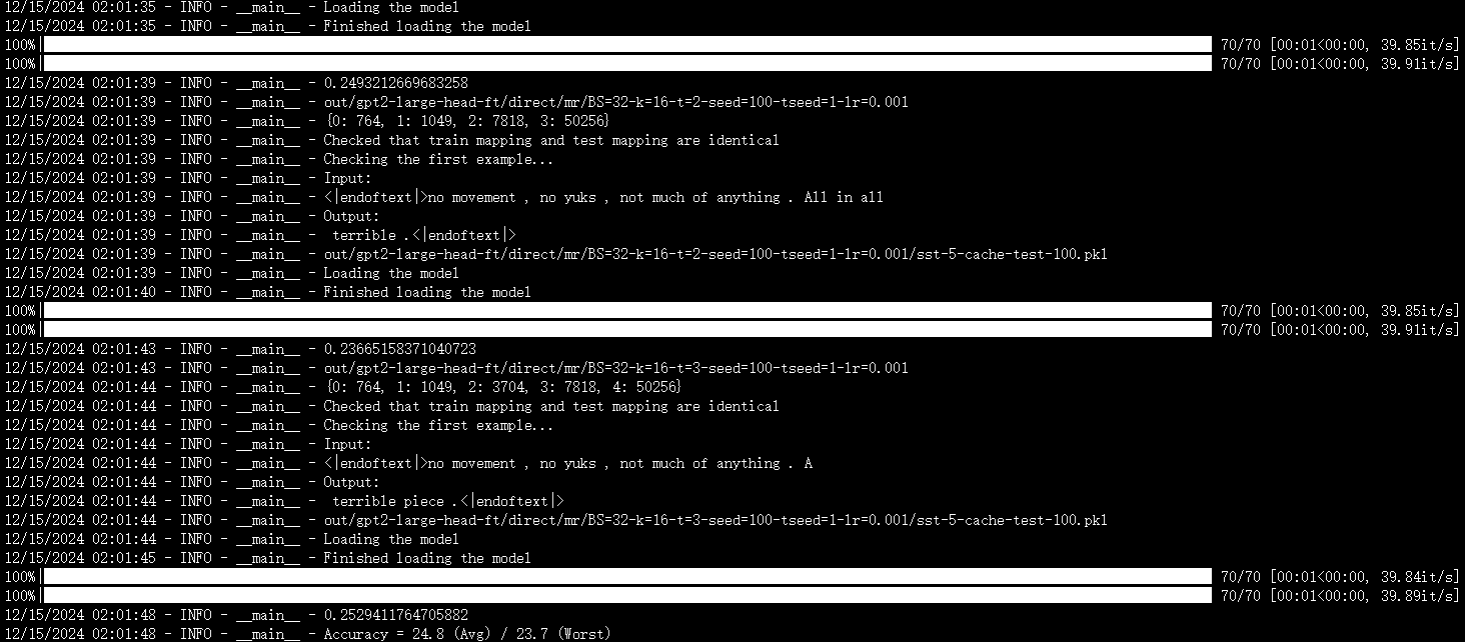 12/15/2024 02:01:35 - INFO - __main__ - Loading the model
12/15/2024 02:01:35 - INFO - __main__ - Finished loading the model
100%| 70/70 [00:01<00:00, 39.85it/s]
100%| 70/70 [00:01<00:00, 39.91it/s]
12/15/2024 02:01:39 - INFO - __main__ - 0.2493212669683258
12/15/2024 02:01:39 - INFO - __main__ - out/gpt2-large-head-ft/direct/mr/BS=32-k=16-t=2-seed=100-tseed=1-lr=0.001
12/15/2024 02:01:39 - INFO - __main__ - {0: 764, 1: 1049, 2: 7818, 3: 50256}
12/15/2024 02:01:39 - INFO - __main__ - Checked that train mapping and test mapping are identical
12/15/2024 02:01:39 - INFO - __main__ - Checking the first example...
12/15/2024 02:01:39 - INFO - __main__ - Input:
12/15/2024 02:01:39 - INFO - __main__ - <|endoftext|>no movement , no yuks , not much of anything . All in all
12/15/2024 02:01:39 - INFO - __main__ - Output:
12/15/2024 02:01:39 - INFO - __main__ -  terrible .<|endoftext|>
12/15/2024 02:01:39 - INFO - __main__ - out/gpt2-large-head-ft/direct/mr/BS=32-k=16-t=2-seed=100-tseed=1-lr=0.001/sst-5-cache-test-100.pkl
12/15/2024 02:01:39 - INFO - __main__ - Loading the model
12/15/2024 02:01:40 - INFO - __main__ - Finished loading the model
100%| 70/70 [00:01<00:00, 39.85it/s]
100%| 70/70 [00:01<00:00, 39.91it/s]
12/15/2024 02:01:43 - INFO - __main__ - 0.23665158371040723
12/15/2024 02:01:43 - INFO - __main__ - out/gpt2-large-head-ft/direct/mr/BS=32-k=16-t=3-seed=100-tseed=1-lr=0.001
12/15/2024 02:01:44 - INFO - __main__ - {0: 764, 1: 1049, 2: 3704, 3: 7818, 4: 50256}
12/15/2024 02:01:44 - INFO - __main__ - Checked that train mapping and test mapping are identical
12/15/2024 02:01:44 - INFO - __main__ - Checking the first example...
12/15/2024 02:01:44 - INFO - __main__ - Input:
12/15/2024 02:01:44 - INFO - __main__ - <|endoftext|>no movement , no yuks , not much of anything . A
12/15/2024 02:01:44 - INFO - __main__ - Output:
12/15/2024 02:01:44 - INFO - __main__ -  terrible piece .<|endoftext|>
12/15/2024 02:01:44 - INFO - __main__ - out/gpt2-large-head-ft/direct/mr/BS=32-k=16-t=3-seed=100-tseed=1-lr=0.001/sst-5-cache-test-100.pkl
12/15/2024 02:01:44 - INFO - __main__ - Loading the model
12/15/2024 02:01:45 - INFO - __main__ - Finished loading the model
100%| 70/70 [00:01<00:00, 39.84it/s]
100%| 70/70 [00:01<00:00, 39.89it/s]
12/15/2024 02:01:48 - INFO - __main__ - 0.2529411764705882
12/15/2024 02:01:48 - INFO - __main__ - Accuracy = 24.8 (Avg) / 23.7 (Worst)